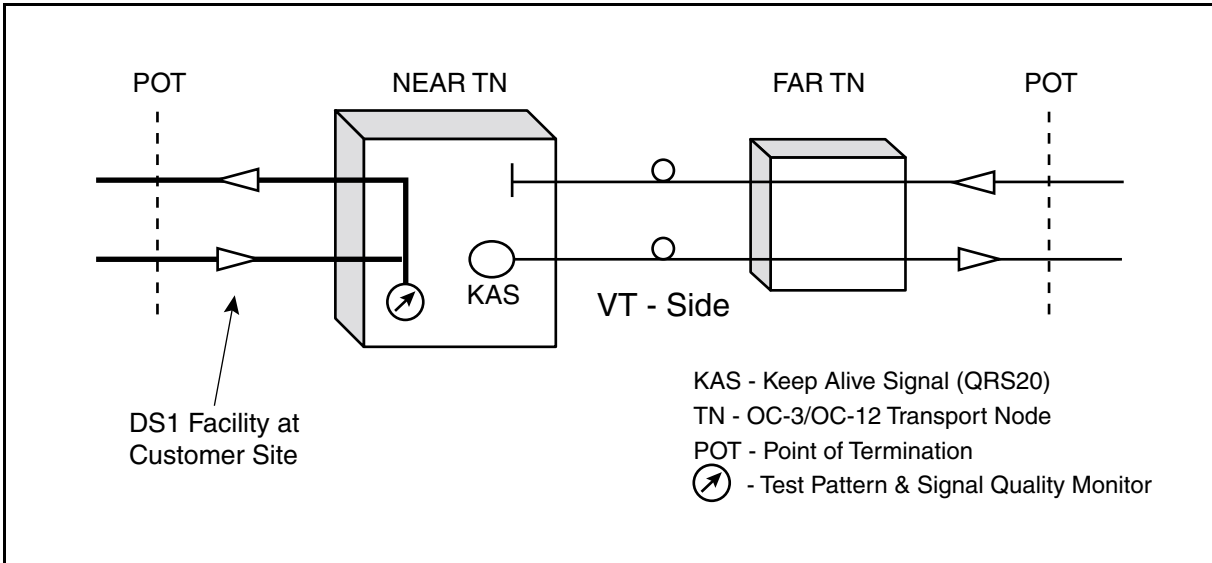 POT
NEAR TN
FAR TN
POT
KAS
VT - Side
DS1 Facility at
Customer Site
KAS - Keep Alive Signal (QRS20)
TN - OC-3/OC-12 Transport Node
POT - Point of Termination
- Test Pattern & Signal Quality Monitor